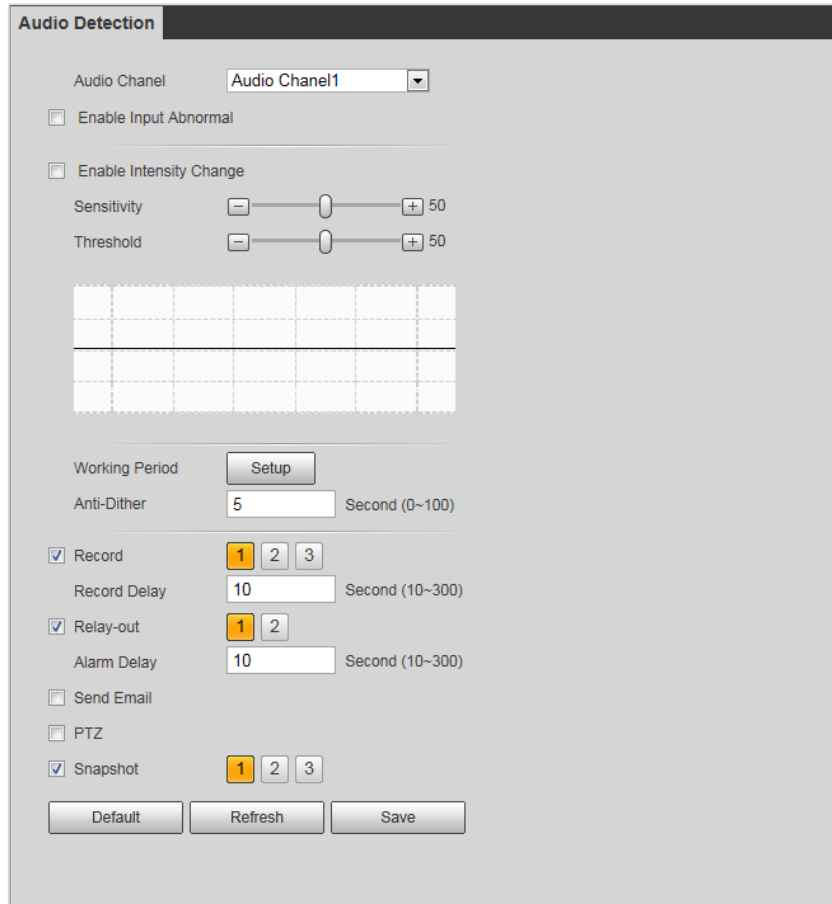 Audio Detection
Audio Chanel Audio Chanel1
Enable Input Abnormal
Enable Intensity Change
Sensitivity 50
Threshold 50
Working Period Setup
Anti-Dither 5 Second (0~100)
Record 1 2 3
Record Delay 10 Second (10~300)
Relay-out 1 2
Alarm Delay 10 Second (10~300)
Send Email
PTZ
Snapshot 1 2 3
Default Refresh Save